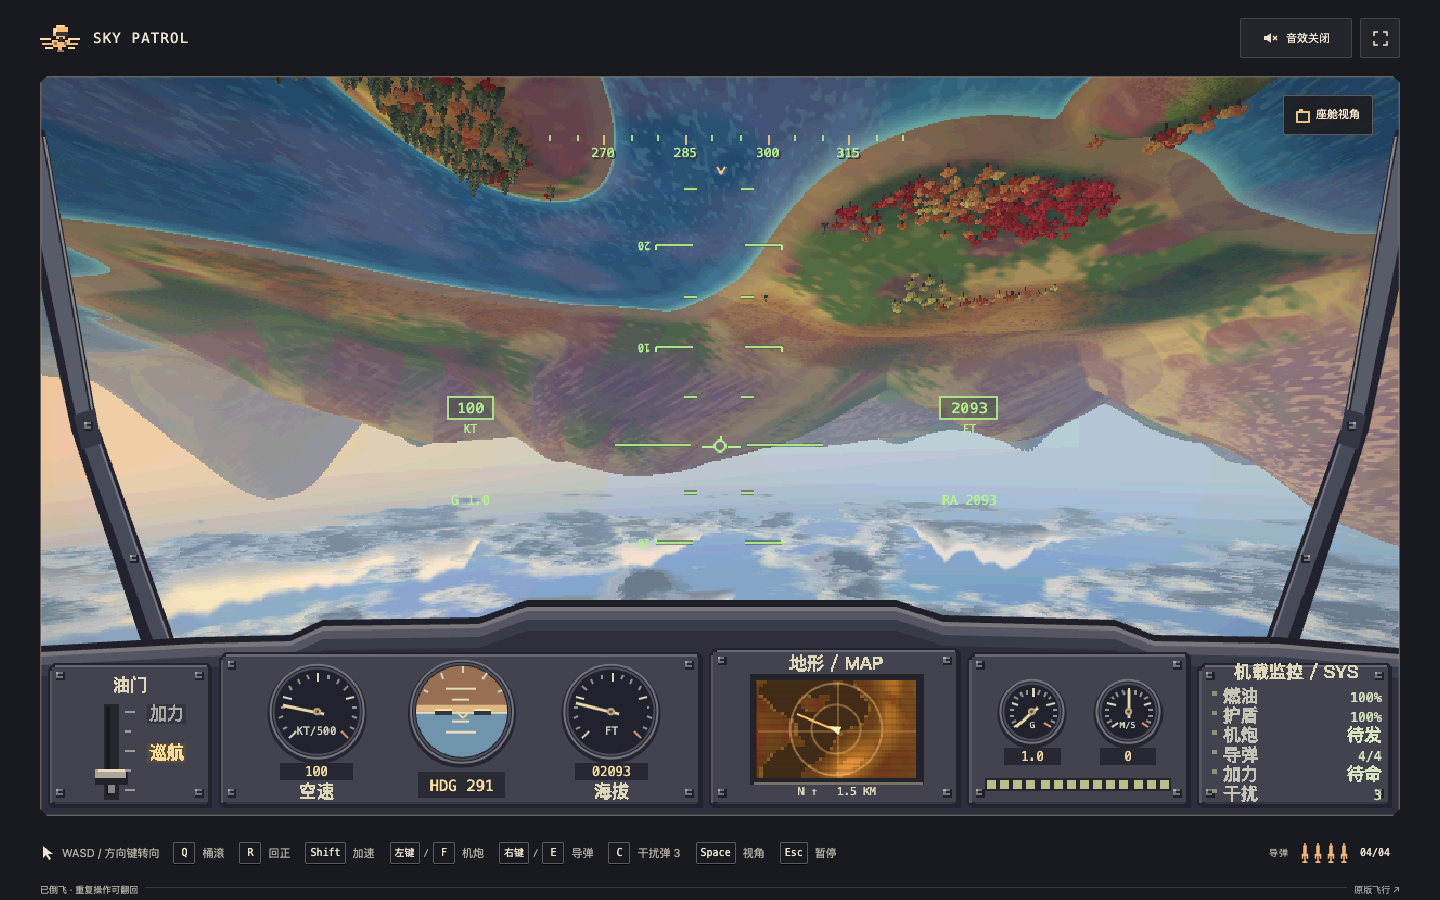 SKY PATROL
音效关闭
座舱视角
270 285 300 315
20
10
100
KT
2093
FT
G 1.0
RA 2093
油门
加力
巡航
KT/500
100
空速
HDG 291
FT
02093
海拔
地形 / MAP
N ↑ 1.5 KM
G
1.0
M/S
0
机载监控 / SYS
燃油 100%
护盾 100%
机炮 待发
导弹 4/4
加力 待命
干扰 3
WASD / 方向键转向 Q 桶滚 R 回正 Shift 加速 左键 / F 机炮 右键 / E 导弹 C 干扰弹 3 Space 视角 Esc 暂停
导弹 04/04
已倒飞 · 重复操作可翻回
原版飞行 ↗